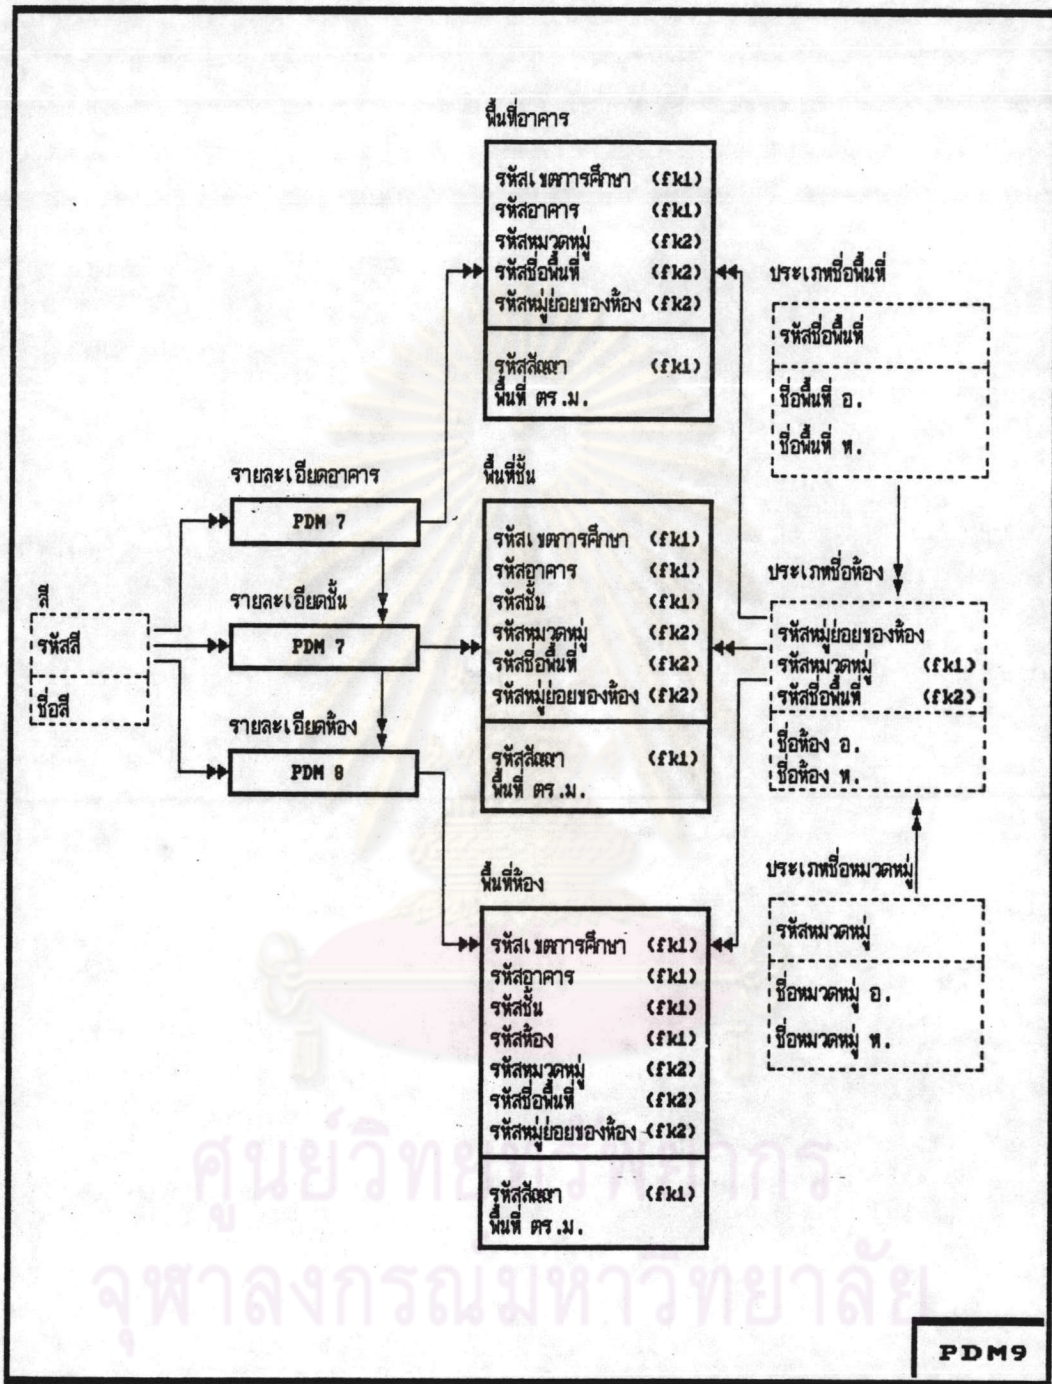 พื้นที่อาคาร
รหัสเขตการศึกษา (fk1)
รหัสอาคาร (fk1)
รหัสหมวดหมู่ (fk2)
รหัสชื่อพื้นที่ (fk2)
รหัสหมู่ย่อยของห้อง (fk2)
รหัสสัญญา (fk1)
พื้นที่ ตร.ม.
ประเภทชื่อพื้นที่
รหัสชื่อพื้นที่
ชื่อพื้นที่ อ.
ชื่อพื้นที่ ท.
รายละเอียดอาคาร
PDM 7
รายละเอียดชั้น
PDM 7
รายละเอียดห้อง
PDM 8
รหัสสี
ชื่อสี
พื้นที่ชั้น
รหัสเขตการศึกษา (fk1)
รหัสอาคาร (fk1)
รหัสชั้น (fk1)
รหัสหมวดหมู่ (fk2)
รหัสชื่อพื้นที่ (fk2)
รหัสหมู่ย่อยของห้อง (fk2)
รหัสสัญญา (fk1)
พื้นที่ ตร.ม.
ประเภทชื่อห้อง
รหัสหมู่ย่อยของห้อง
รหัสหมวดหมู่ (fk1)
รหัสชื่อพื้นที่ (fk2)
ชื่อห้อง อ.
ชื่อห้อง ท.
พื้นที่ห้อง
รหัสเขตการศึกษา (fk1)
รหัสอาคาร (fk1)
รหัสชั้น (fk1)
รหัสห้อง (fk1)
รหัสหมวดหมู่ (fk2)
รหัสชื่อพื้นที่ (fk2)
รหัสหมู่ย่อยของห้อง (fk2)
รหัสสัญญา (fk1)
พื้นที่ ตร.ม.
ประเภทชื่อหมวดหมู่
รหัสหมวดหมู่
ชื่อหมวดหมู่ อ.
ชื่อหมวดหมู่ ท.
ศูนย์วิทยทรัพยากร
จุฬาลงกรณ์มหาวิทยาลัย
PDM9